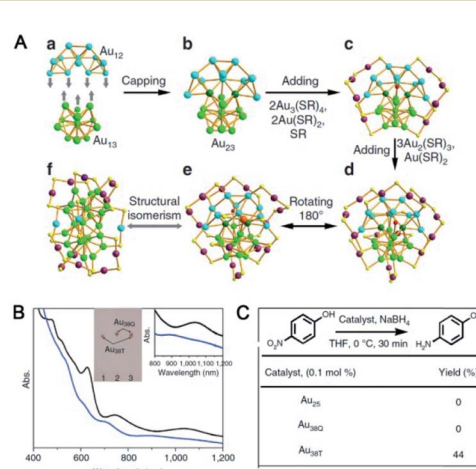 A
a
b
c
Au12
Capping
Adding
2Au3(SR)4,
2Au(SR)2,
SR
Au13
Au23
Adding
3Au2(SR)3,
Au(SR)2
f
e
d
Structural
isomerism
Rotating
180°
B
Abs.
Au38Q
Au38T
1 2 3
Abs.
800 900 1,000 1,100 1,200
Wavelength (nm)
400 600 800 1,000 1,200
C
OH
O2N
Catalyst, NaBH4
THF, 0 °C, 30 min
H2N
Catalyst, (0.1 mol %) Yield (%
Au25 0
Au38Q 0
Au38T 44